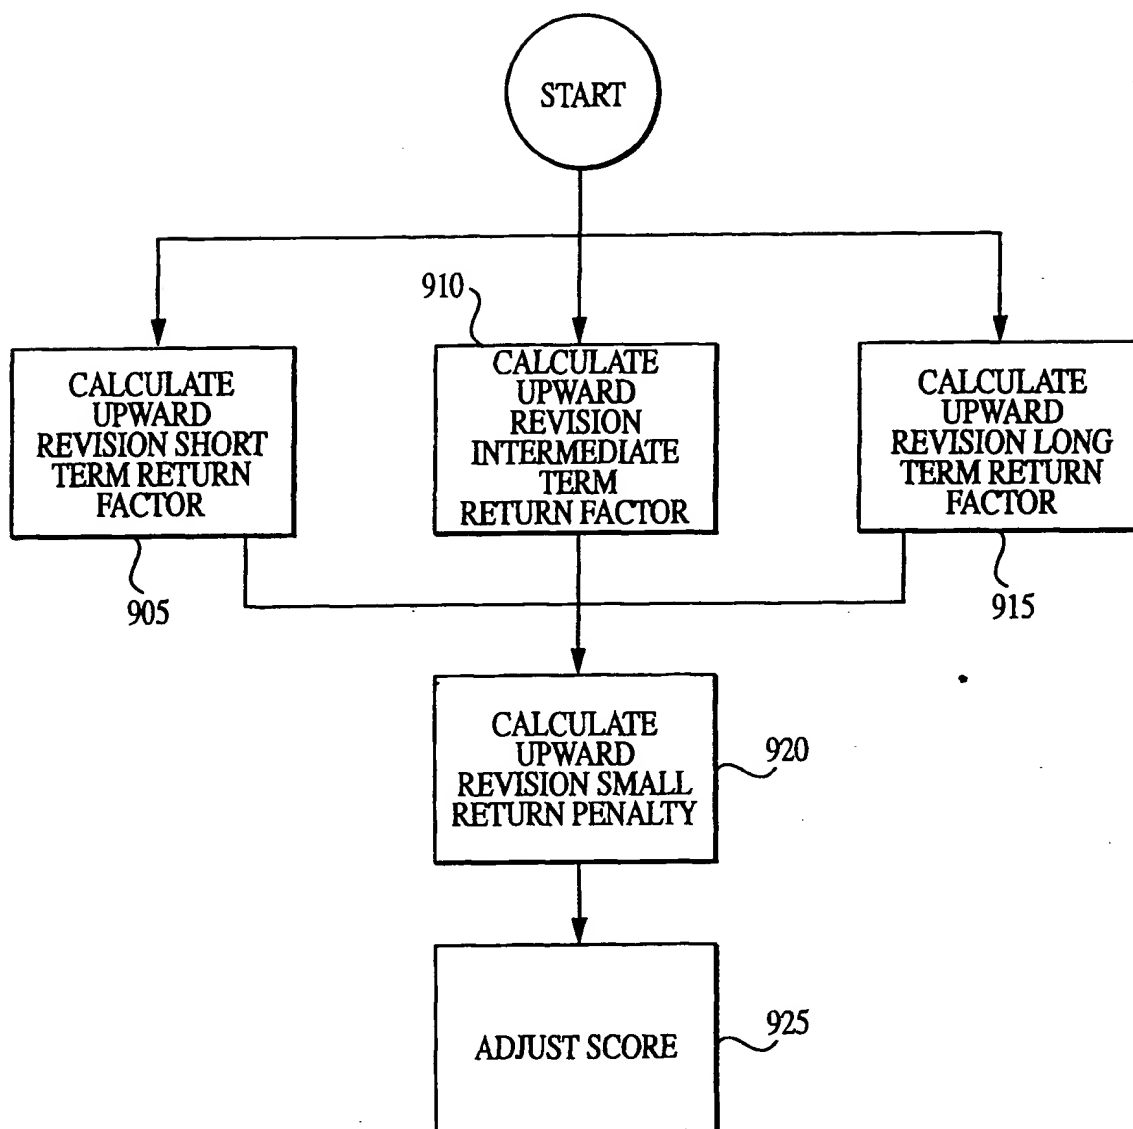 START
910
CALCULATE
UPWARD
REVISION SHORT
TERM RETURN
FACTOR
CALCULATE
UPWARD
REVISION
INTERMEDIATE
TERM
RETURN FACTOR
CALCULATE
UPWARD
REVISION LONG
TERM RETURN
FACTOR
905
915
CALCULATE
UPWARD
REVISION SMALL
RETURN PENALTY
920
ADJUST SCORE
925